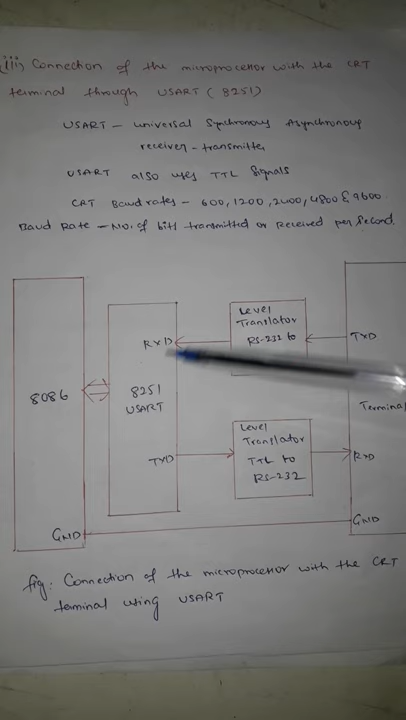 (iii) Connection of the microprocessor with the CRT
terminal through USART (8251)
USART - universal Synchronous Asynchronous
receiver - transmitter
USART also uses TTL Signals
CRT Baud rates - 600, 1200, 2400, 4800 & 9600.
Baud Rate - No. of bits transmitted or Received per Second.
Level
Translator
RS-232 to
RXD
TXD
8086
8251
USART
Terminal
Level
Translator
TTL to
RS-232
TXD
RXD
GND
GND
fig: Connection of the microprocessor with the CRT
terminal using USART